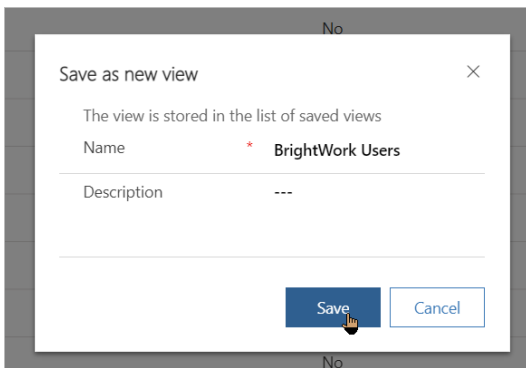 No
Save as new view
The view is stored in the list of saved views
Name * BrightWork Users
Description ---
Save Cancel
No